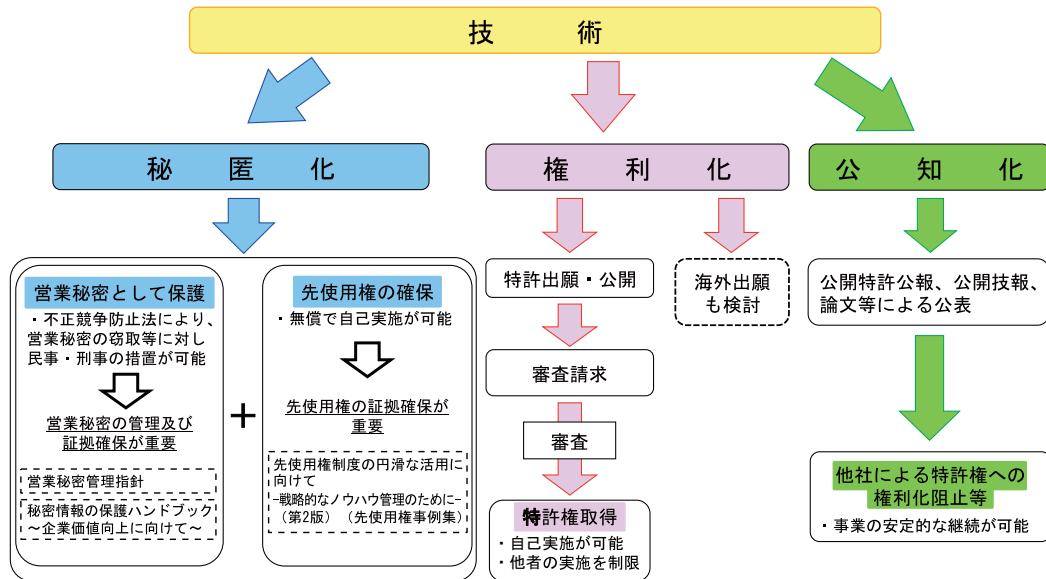 技術
秘匿化
営業秘密として保護
・不正競争防止法により、
営業秘密の窃取等に対し
民事・刑事の措置が可能
営業秘密の管理及び
証拠確保が重要
営業秘密管理指針
秘密情報の保護ハンドブック
～企業価値向上に向けて～
+
先使用権の確保
・無償で自己実施が可能
先使用権の証拠確保が
重要
先使用権制度の円滑な活用に
向けて
-戦略的なノウハウ管理のために-
(第2版) (先使用権事例集)
権利化
特許出願・公開
審査請求
審査
特許権取得
・自己実施が可能
・他者の実施を制限
海外出願
も検討
公知化
公開特許公報、公開技報、
論文等による公表
他社による特許権への
権利化阻止等
・事業の安定的な継続が可能